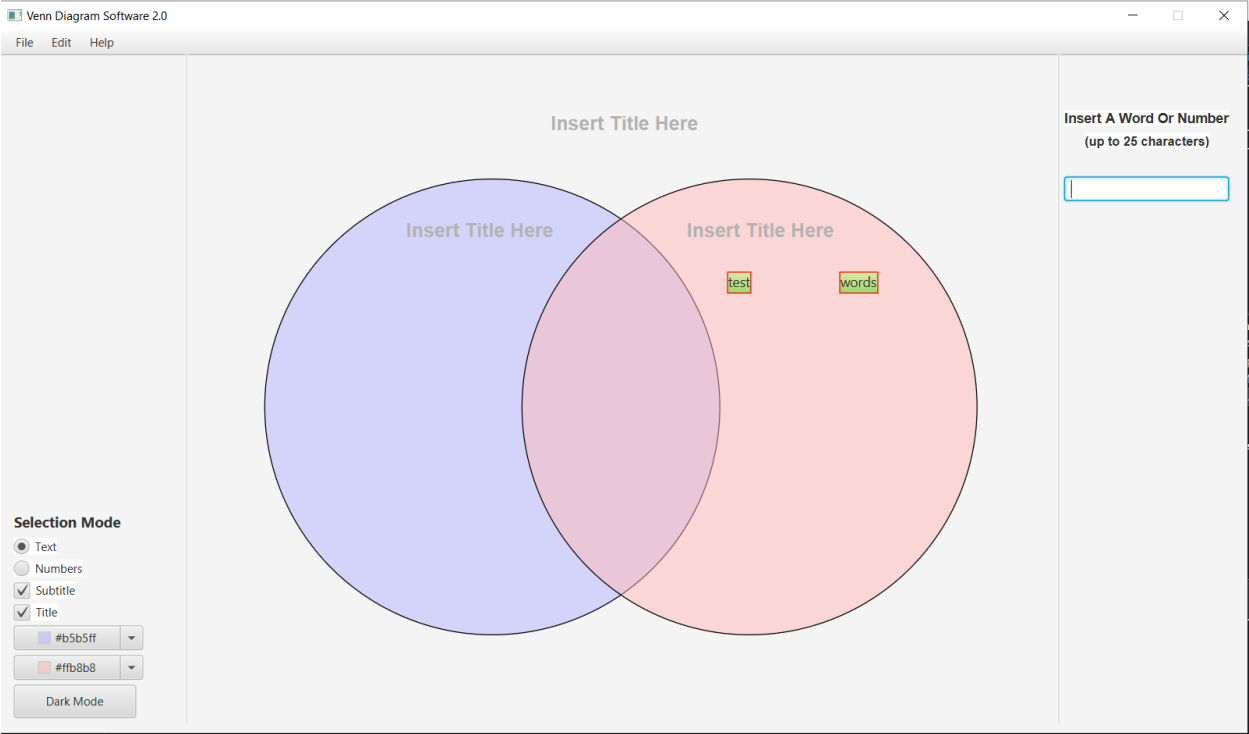 Venn Diagram Software 2.0
File Edit Help
Insert Title Here
Insert A Word Or Number
(up to 25 characters)
Insert Title Here Insert Title Here
test words
Selection Mode
Text
Numbers
Subtitle
Title
#b5b5ff
#ffb8b8
Dark Mode